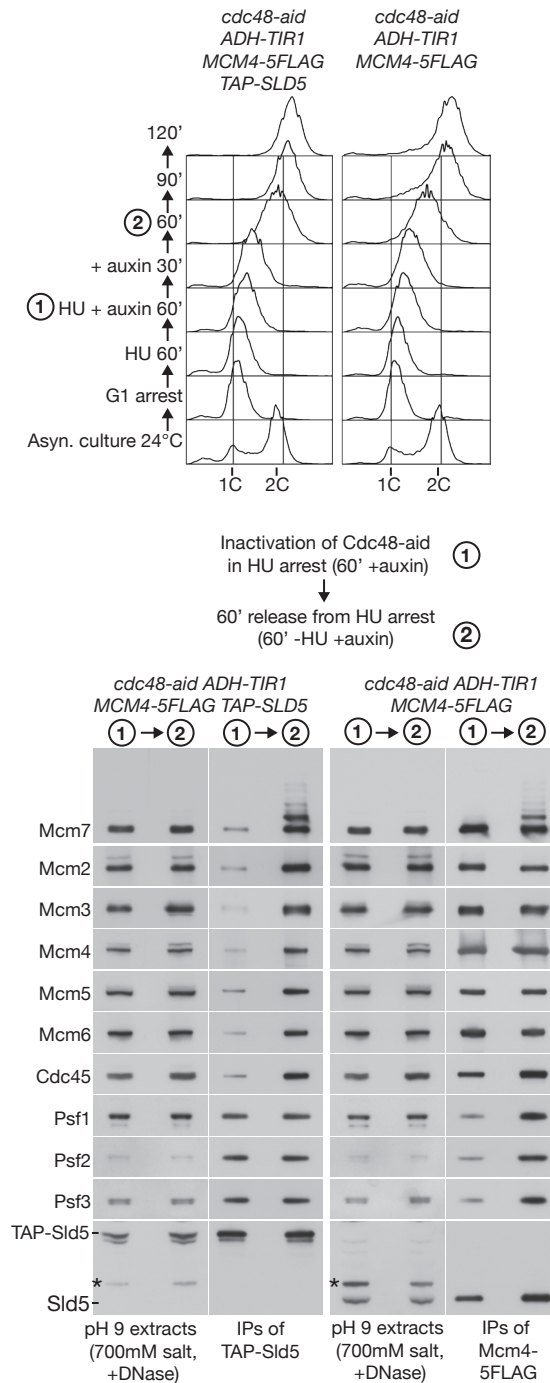 cdc48-aid
ADH-TIR1
MCM4-5FLAG
TAP-SLD5
cdc48-aid
ADH-TIR1
MCM4-5FLAG
120'
90'
2 60'
+ auxin 30'
1 HU + auxin 60'
HU 60'
G1 arrest
Asyn. culture 24°C
1C 2C 1C 2C
Inactivation of Cdc48-aid
in HU arrest (60' +auxin)
1
60' release from HU arrest
(60' -HU +auxin)
2
cdc48-aid ADH-TIR1
MCM4-5FLAG TAP-SLD5
cdc48-aid ADH-TIR1
MCM4-5FLAG
1 → 2 1 → 2 1 → 2 1 → 2
Mcm7
Mcm2
Mcm3
Mcm4
Mcm5
Mcm6
Cdc45
Psf1
Psf2
Psf3
TAP-Sld5-
* *
Sld5-
pH 9 extracts
(700mM salt,
+DNase)
IPs of
TAP-Sld5
pH 9 extracts
(700mM salt,
+DNase)
IPs of
Mcm4-
5FLAG